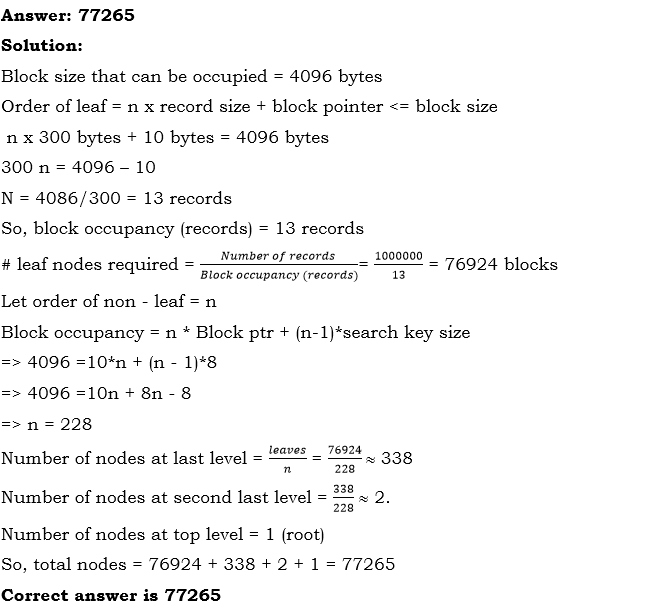 Answer: 77265
Solution:
Block size that can be occupied = 4096 bytes
Order of leaf = n x record size + block pointer <= block size
n x 300 bytes + 10 bytes = 4096 bytes
300 n = 4096 – 10
N = 4086/300 = 13 records
So, block occupancy (records) = 13 records
# leaf nodes required = Number of records / Block occupancy (records) = 1000000 / 13 = 76924 blocks
Let order of non - leaf = n
Block occupancy = n * Block ptr + (n-1)*search key size
=> 4096 =10*n + (n - 1)*8
=> 4096 =10n + 8n - 8
=> n = 228
Number of nodes at last level = leaves / n = 76924 / 228 ≈ 338
Number of nodes at second last level = 338 / 228 ≈ 2.
Number of nodes at top level = 1 (root)
So, total nodes = 76924 + 338 + 2 + 1 = 77265
Correct answer is 77265